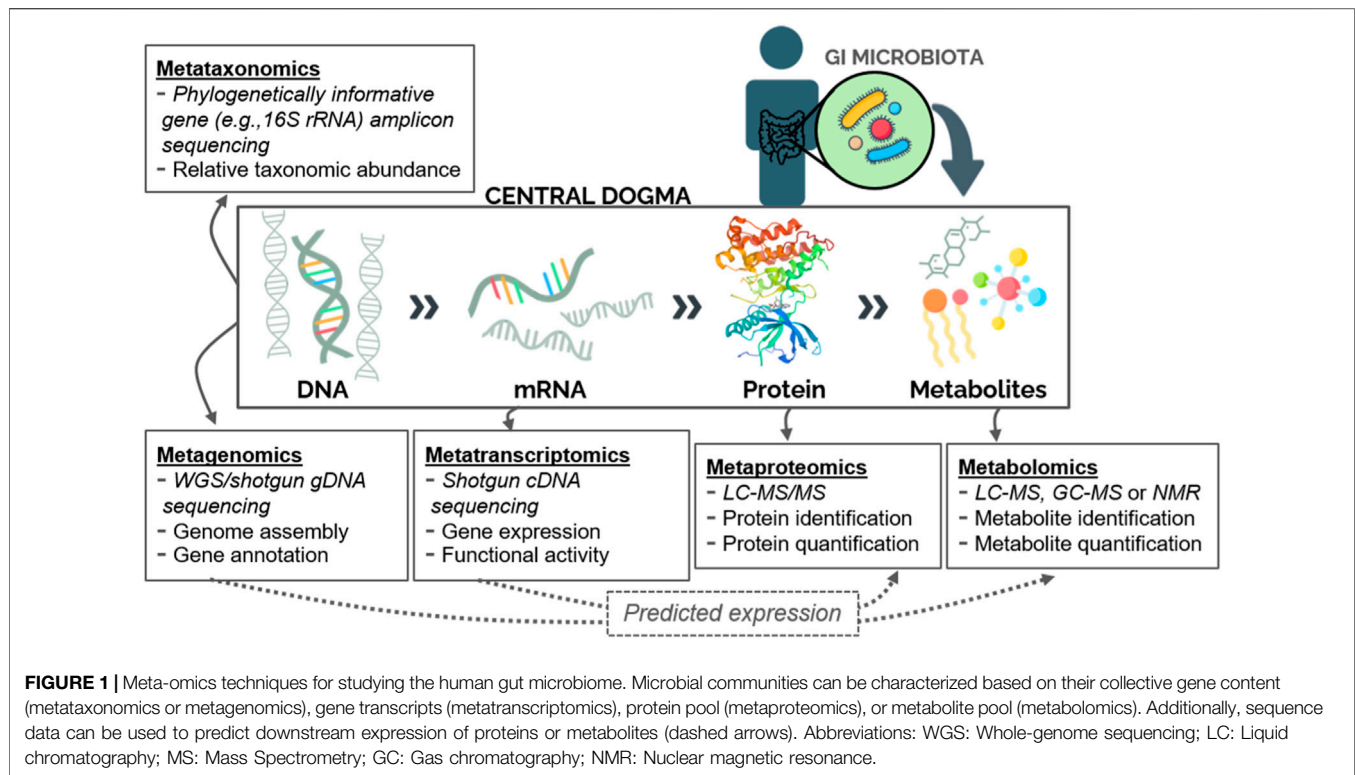 Metataxonomics
- Phylogenetically informative
gene (e.g.,16S rRNA) amplicon
sequencing
- Relative taxonomic abundance
GI MICROBIOTA
CENTRAL DOGMA
DNA
mRNA
Protein
Metabolites
Metagenomics
- WGS/shotgun gDNA
sequencing
- Genome assembly
- Gene annotation
Metatranscriptomics
- Shotgun cDNA
sequencing
- Gene expression
- Functional activity
Metaproteomics
- LC-MS/MS
- Protein identification
- Protein quantification
Metabolomics
- LC-MS, GC-MS or NMR
- Metabolite identification
- Metabolite quantification
Predicted expression
FIGURE 1 | Meta-omics techniques for studying the human gut microbiome. Microbial communities can be characterized based on their collective gene content
(metataxonomics or metagenomics), gene transcripts (metatranscriptomics), protein pool (metaproteomics), or metabolite pool (metabolomics). Additionally, sequence
data can be used to predict downstream expression of proteins or metabolites (dashed arrows). Abbreviations: WGS: Whole-genome sequencing; LC: Liquid
chromatography; MS: Mass Spectrometry; GC: Gas chromatography; NMR: Nuclear magnetic resonance.